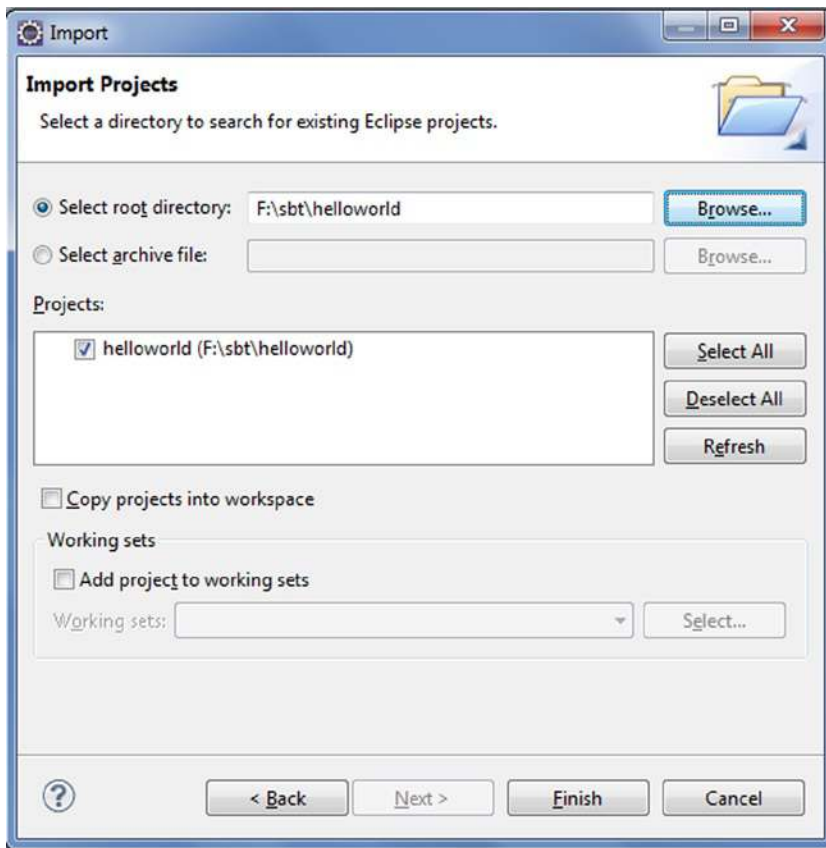 Import
Import Projects
Select a directory to search for existing Eclipse projects.
Select root directory: F:\sbt\helloworld Browse...
Select archive file: Browse...
Projects:
helloworld (F:\sbt\helloworld)
Select All
Deselect All
Refresh
Copy projects into workspace
Working sets
Add project to working sets
Working sets: Select...
? < Back Next > Finish Cancel